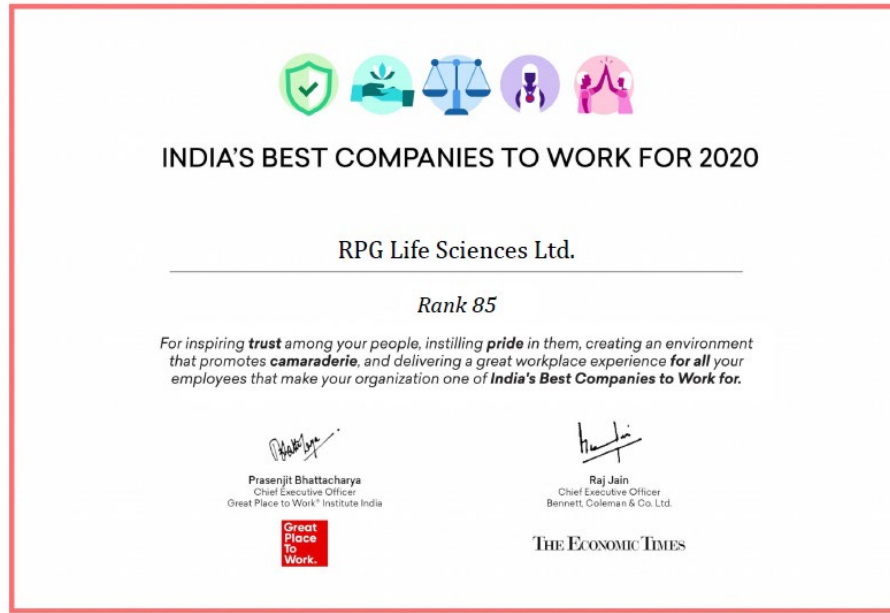 INDIA'S BEST COMPANIES TO WORK FOR 2020
RPG Life Sciences Ltd.
Rank 85
For inspiring trust among your people, instilling pride in them, creating an environment
that promotes camaraderie, and delivering a great workplace experience for all your
employees that make your organization one of India's Best Companies to Work for.
Prasenjit Bhattacharya
Chief Executive Officer
Great Place to Work® Institute India
Great
Place
To
Work.
Raj Jain
Chief Executive Officer
Bennett, Coleman & Co. Ltd.
THE ECONOMIC TIMES